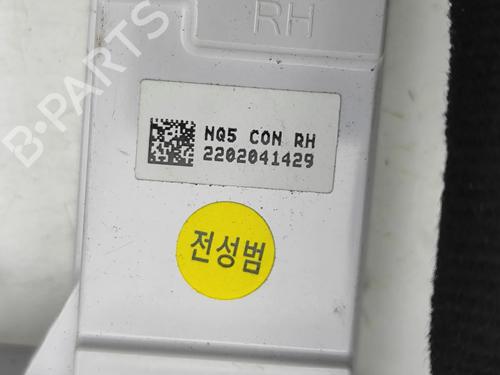 RH
NQ5 CON RH
2202041429
전성범
B-PARTS